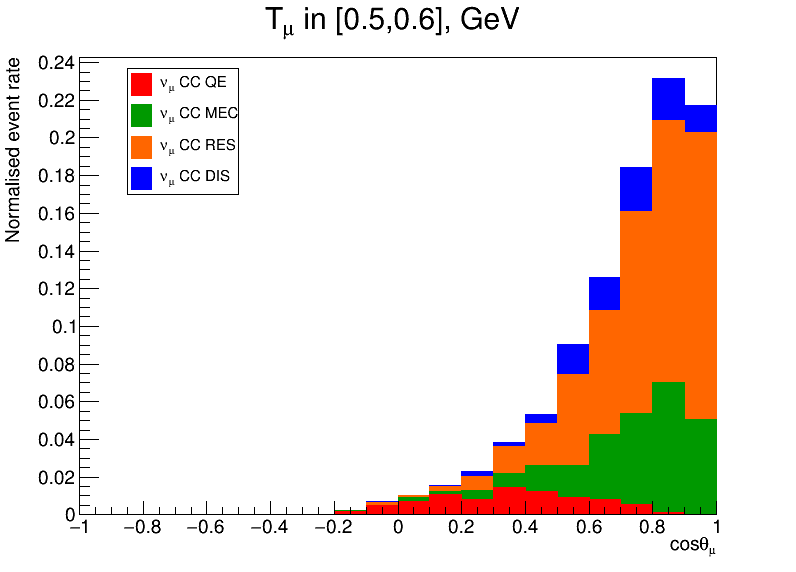 T_μ in [0.5,0.6], GeV
Normalised event rate
ν_μ CC QE
ν_μ CC MEC
ν_μ CC RES
ν_μ CC DIS
0.24
0.22
0.2
0.18
0.16
0.14
0.12
0.1
0.08
0.06
0.04
0.02
0
−1 −0.8 −0.6 −0.4 −0.2 0 0.2 0.4 0.6 0.8 1
cosθ_μ